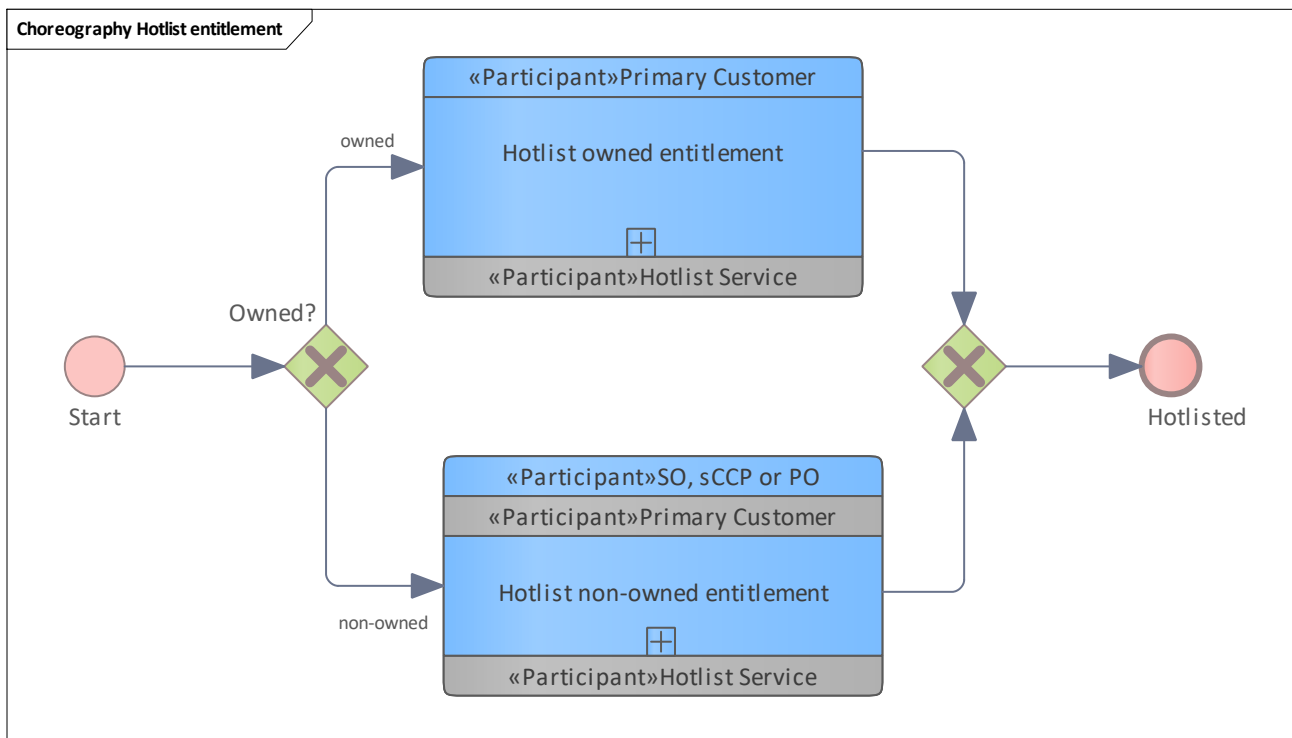 Choreography Hotlist entitlement
«Participant»Primary Customer
owned
Hotlist owned entitlement
«Participant»Hotlist Service
Owned?
Start
Hotlisted
«Participant»SO, sCCP or PO
«Participant»Primary Customer
Hotlist non-owned entitlement
non-owned
«Participant»Hotlist Service